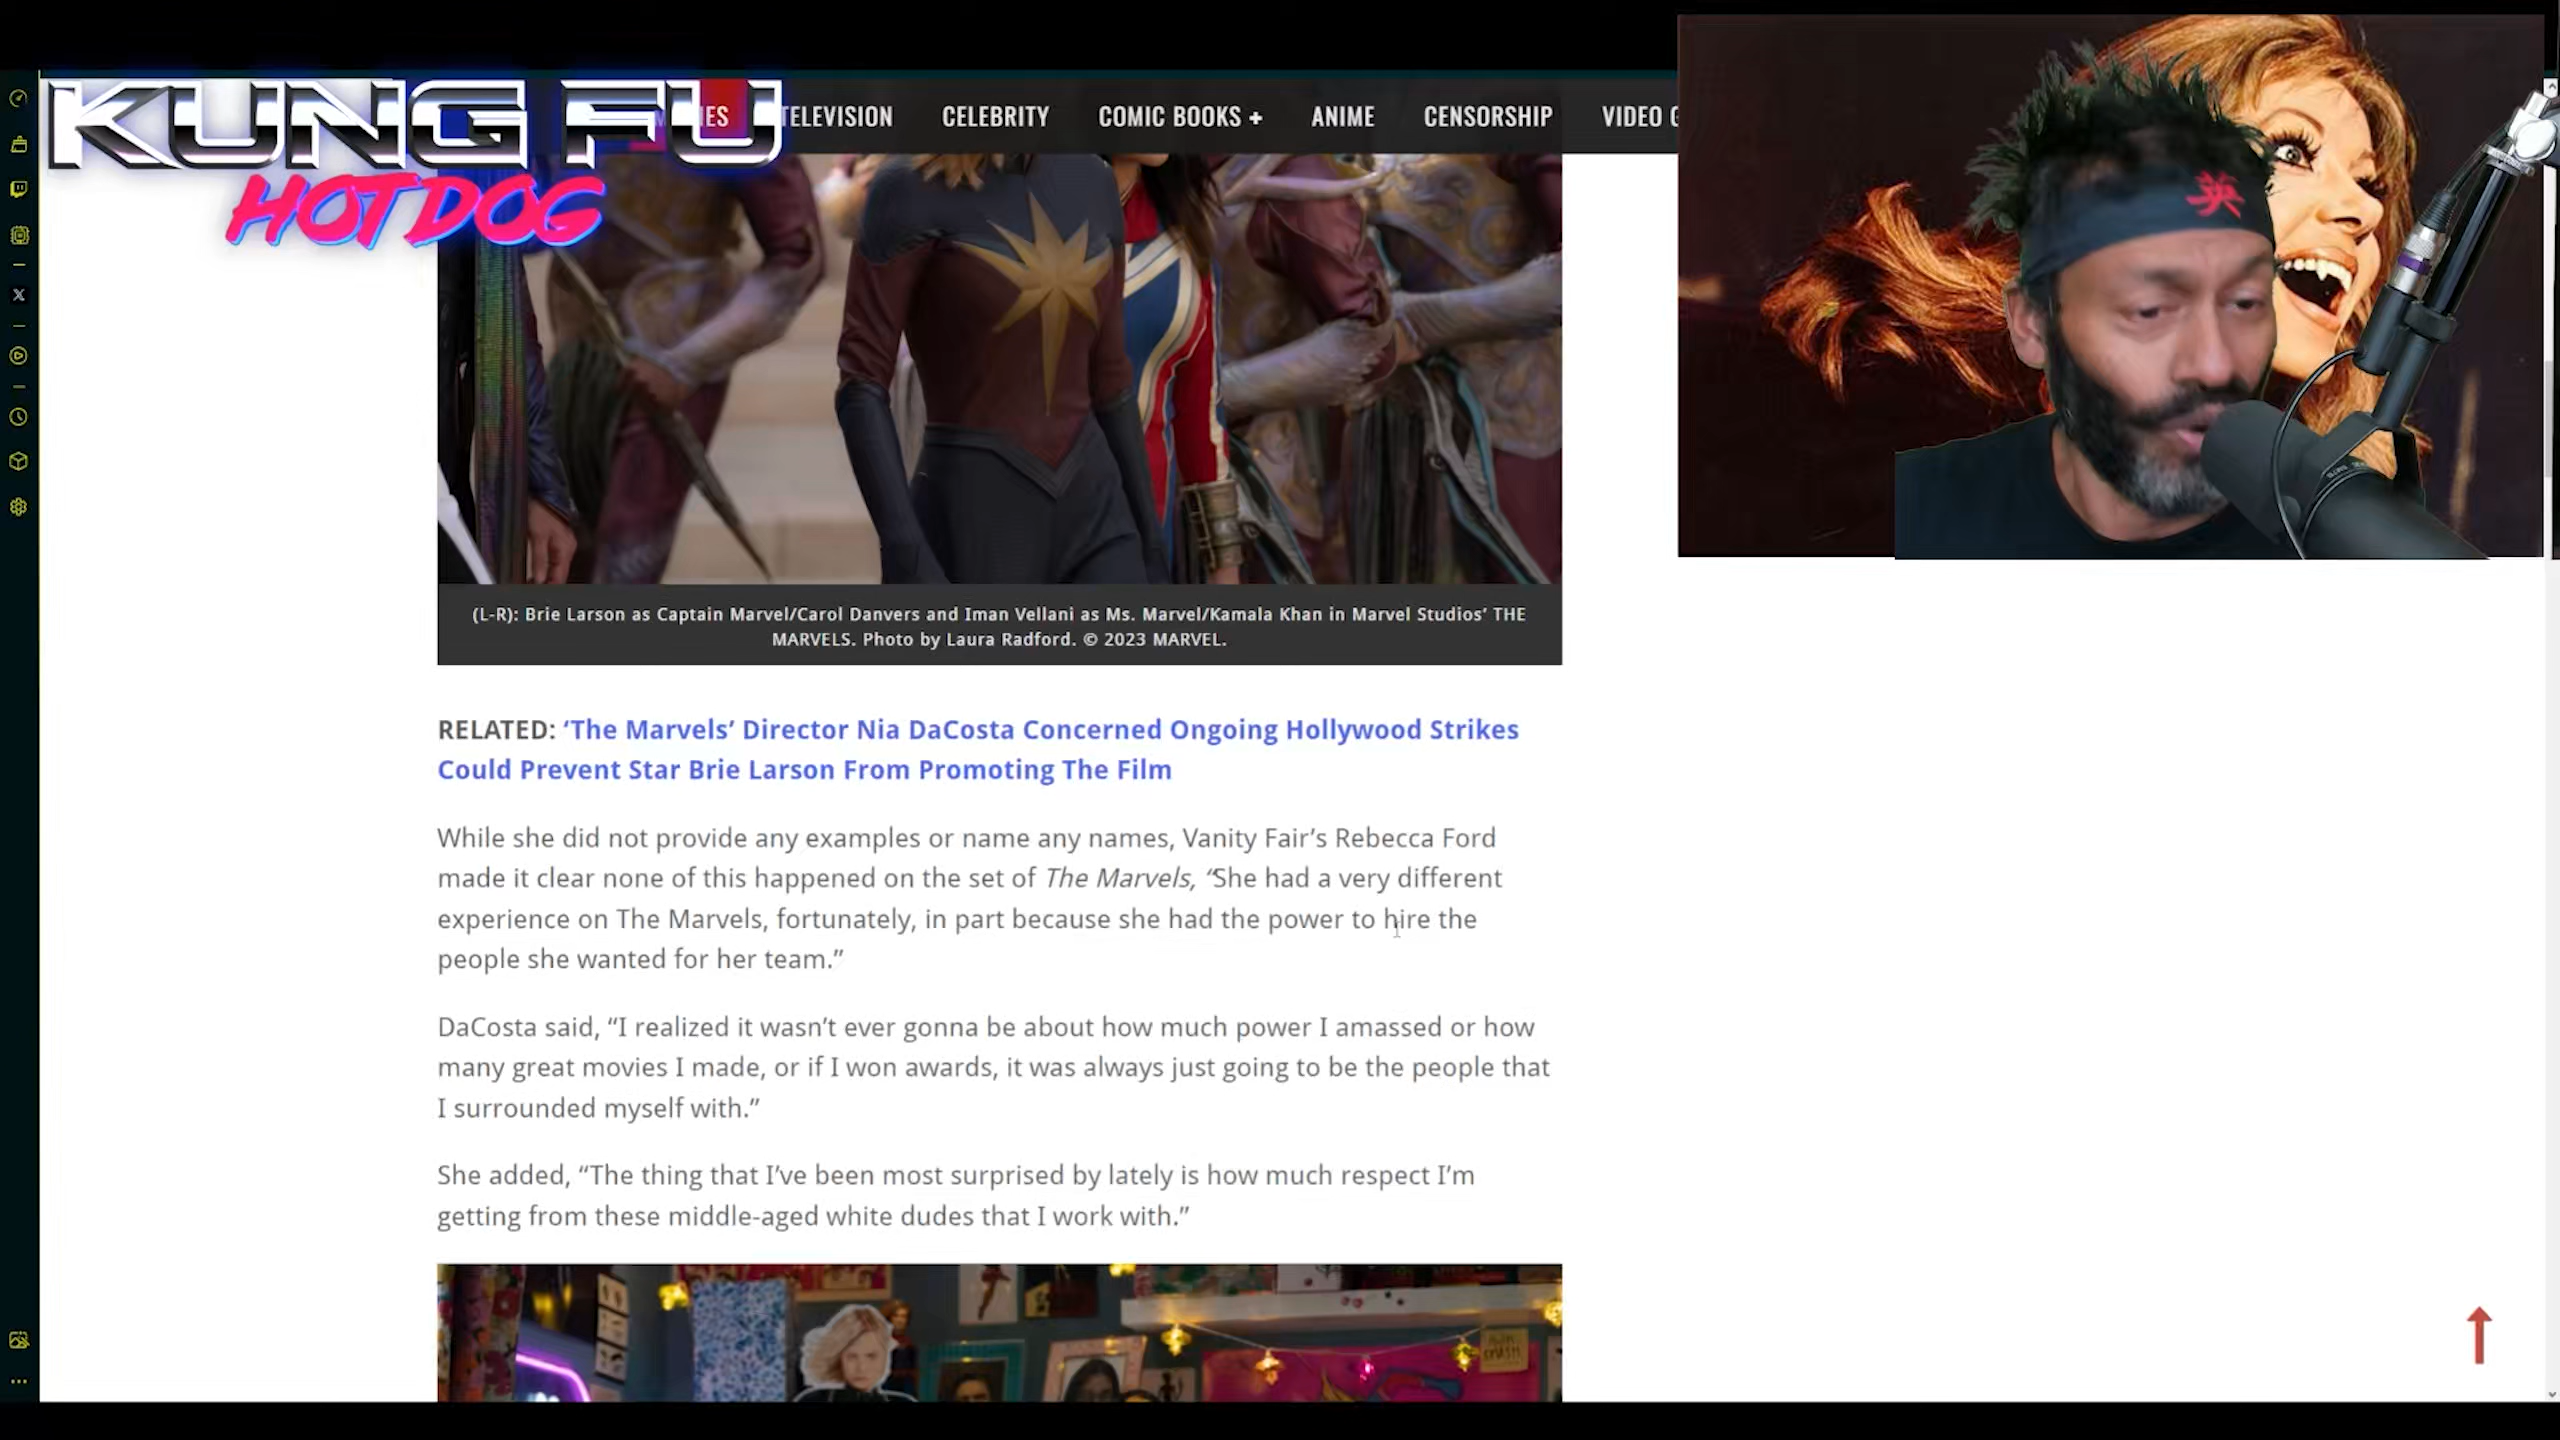 KUNG FU
HOT DOG
TELEVISION
CELEBRITY
COMIC BOOKS +
ANIME
CENSORSHIP
VIDEO G
英
(L-R): Brie Larson as Captain Marvel/Carol Danvers and Iman Vellani as Ms. Marvel/Kamala Khan in Marvel Studios’ THE
MARVELS. Photo by Laura Radford. © 2023 MARVEL.
RELATED: ‘The Marvels’ Director Nia DaCosta Concerned Ongoing Hollywood Strikes
Could Prevent Star Brie Larson From Promoting The Film
While she did not provide any examples or name any names, Vanity Fair’s Rebecca Ford
made it clear none of this happened on the set of The Marvels, “She had a very different
experience on The Marvels, fortunately, in part because she had the power to hire the
people she wanted for her team.”
DaCosta said, “I realized it wasn’t ever gonna be about how much power I amassed or how
many great movies I made, or if I won awards, it was always just going to be the people that
I surrounded myself with.”
She added, “The thing that I’ve been most surprised by lately is how much respect I’m
getting from these middle-aged white dudes that I work with.”